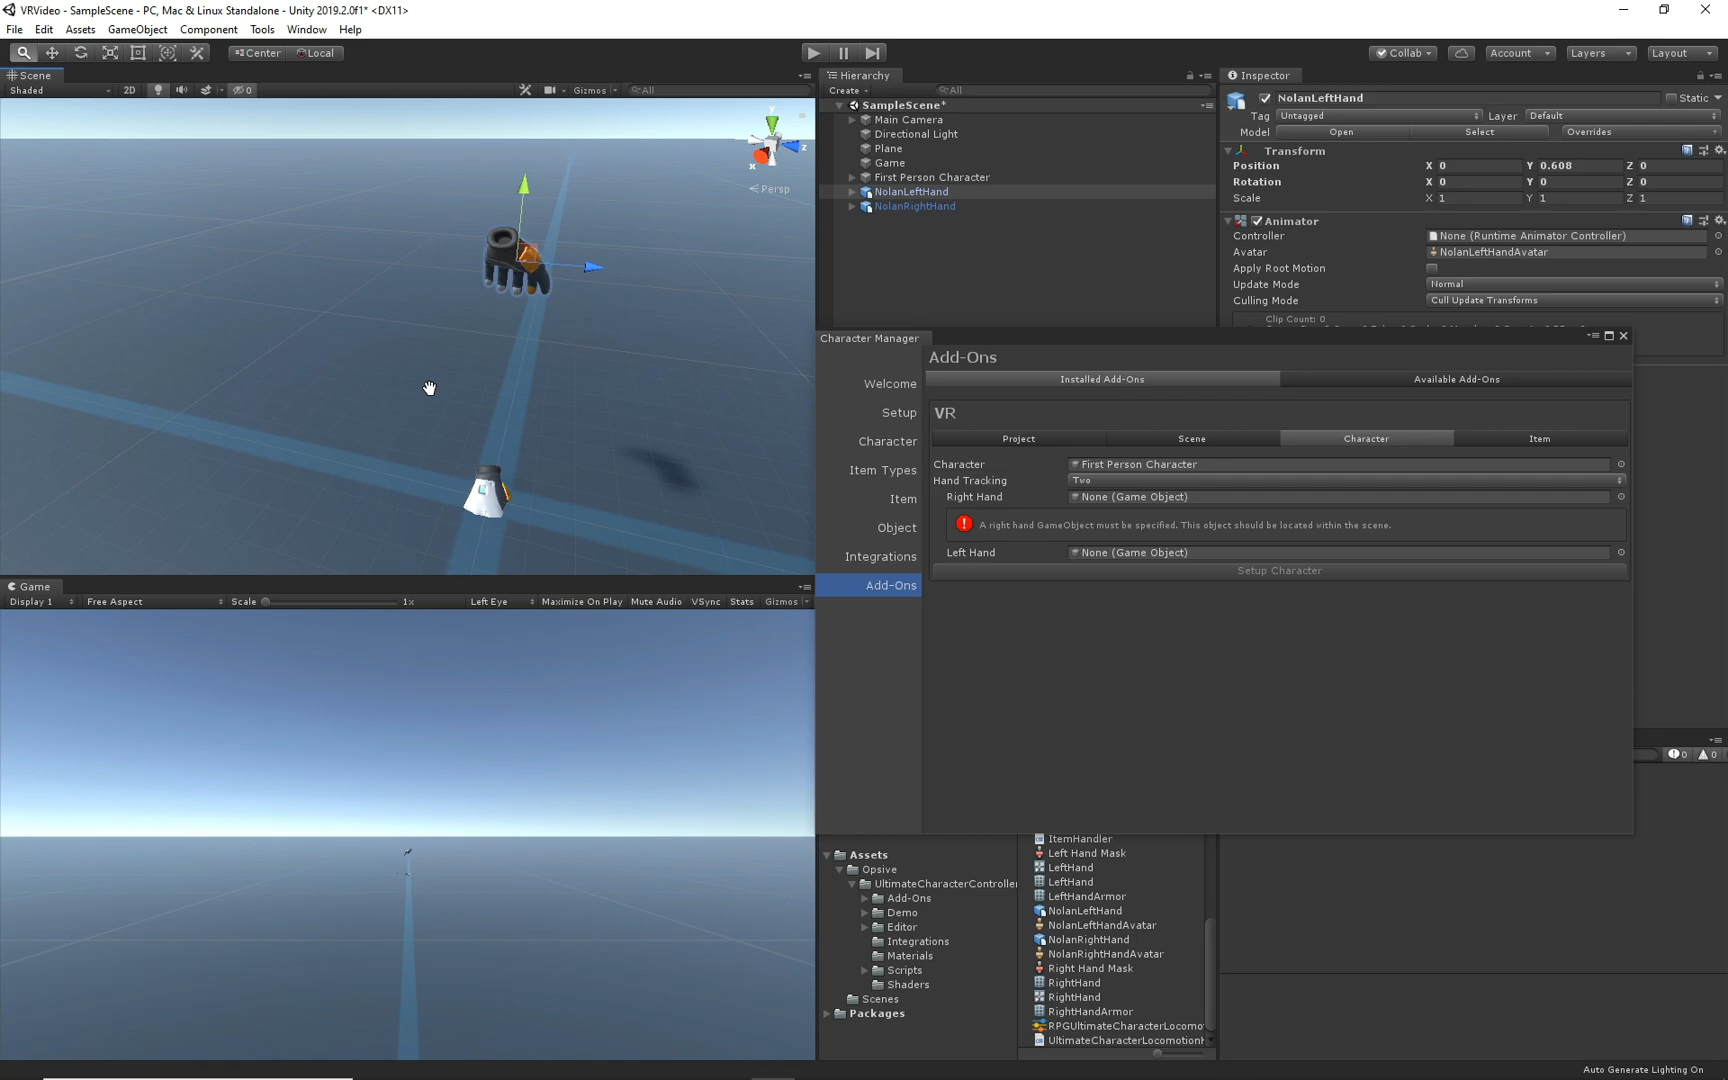 VRVideo - SampleScene - PC, Mac & Linux Standalone - Unity 2019.2.0f1* <DX11>
File Edit Assets GameObject Component Tools Window Help
Center Local
Collab Account Layers Layout
Scene
Shaded 2D 0 Gizmos All
y
z
x
Persp
Hierarchy
Create All
SampleScene*
Main Camera
Directional Light
Plane
Game
First Person Character
NolanLeftHand
NolanRightHand
Inspector
NolanLeftHand Static
Tag Untagged Layer Default
Model Open Select Overrides
Transform
Position X 0 Y 0.608 Z 0
Rotation X 0 Y 0 Z 0
Scale X 1 Y 1 Z 1
Animator
Controller None (Runtime Animator Controller)
Avatar NolanLeftHandAvatar
Apply Root Motion
Update Mode Normal
Culling Mode Cull Update Transforms
Clip Count: 0
Character Manager
Welcome
Setup
Character
Item Types
Item
Object
Integrations
Add-Ons
Add-Ons
Installed Add-Ons Available Add-Ons
VR
Project Scene Character Item
Character First Person Character
Hand Tracking Two
Right Hand None (Game Object)
A right hand GameObject must be specified. This object should be located within the scene.
Left Hand None (Game Object)
Setup Character
0 0
Game
Display 1 Free Aspect Scale 1x Left Eye Maximize On Play Mute Audio VSync Stats Gizmos
Assets
Opsive
UltimateCharacterController
Add-Ons
Demo
Editor
Integrations
Materials
Scripts
Shaders
Scenes
Packages
ItemHandler
Left Hand Mask
LeftHand
LeftHand
LeftHandArmor
NolanLeftHand
NolanLeftHandAvatar
NolanRightHand
NolanRightHandAvatar
Right Hand Mask
RightHand
RightHand
RightHandArmor
RPGUltimateCharacterLocomo
UltimateCharacterLocomotionH
Auto Generate Lighting On